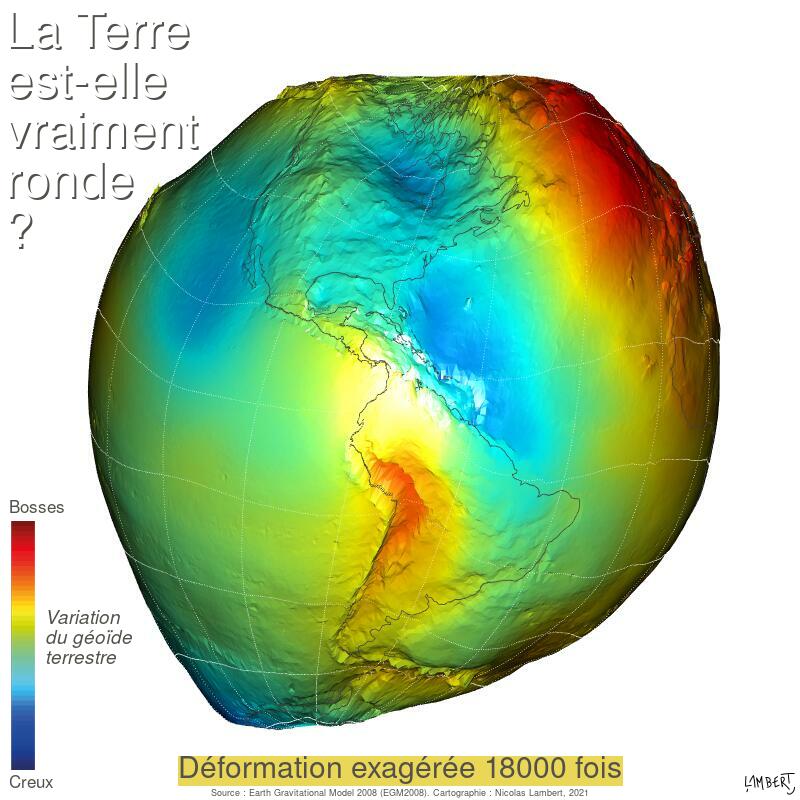 La Terre
est-elle
vraiment
ronde
?
Bosses
Variation
du géoïde
terrestre
Creux
Déformation exagérée 18000 fois
Source : Earth Gravitational Model 2008 (EGM2008). Cartographie : Nicolas Lambert, 2021
LAMBERT